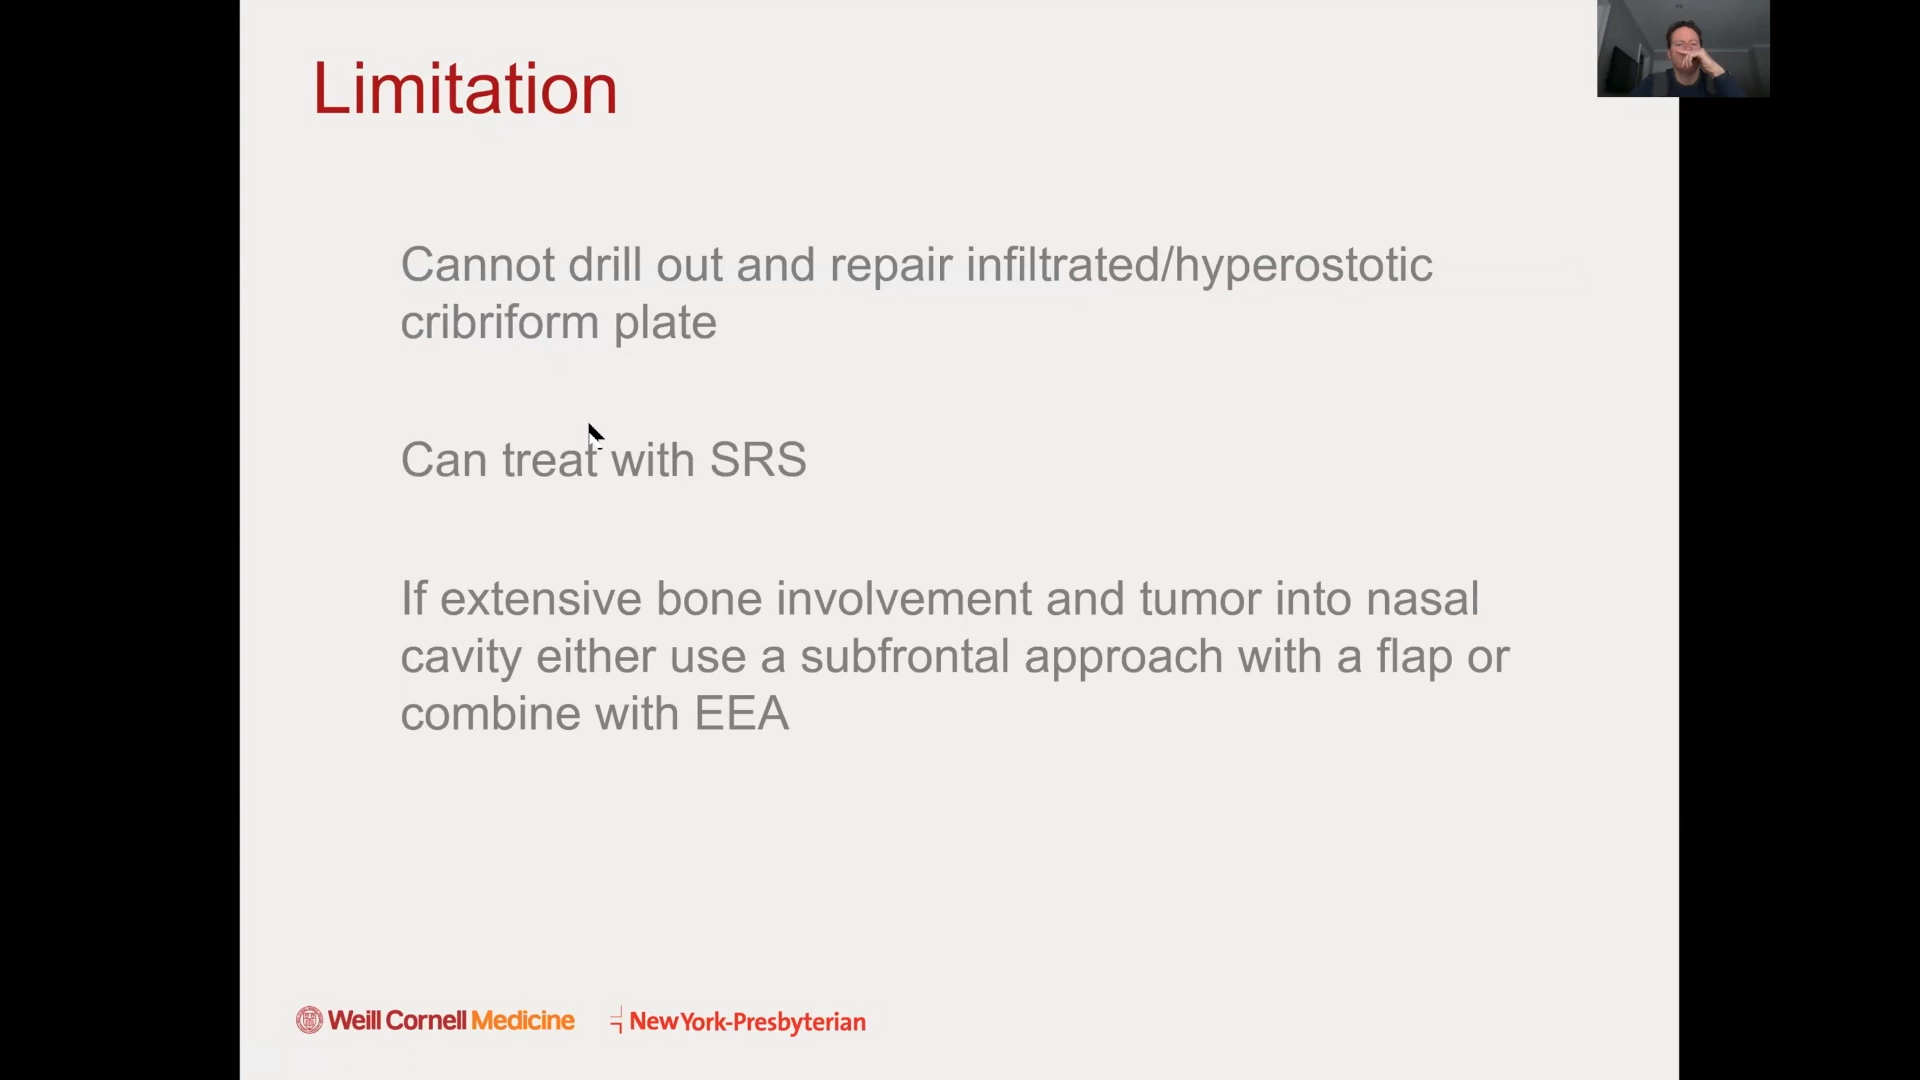 Limitation
Cannot drill out and repair infiltrated/hyperostotic
cribriform plate
Can treat with SRS
If extensive bone involvement and tumor into nasal
cavity either use a subfrontal approach with a flap or
combine with EEA
Weill Cornell Medicine
NewYork-Presbyterian